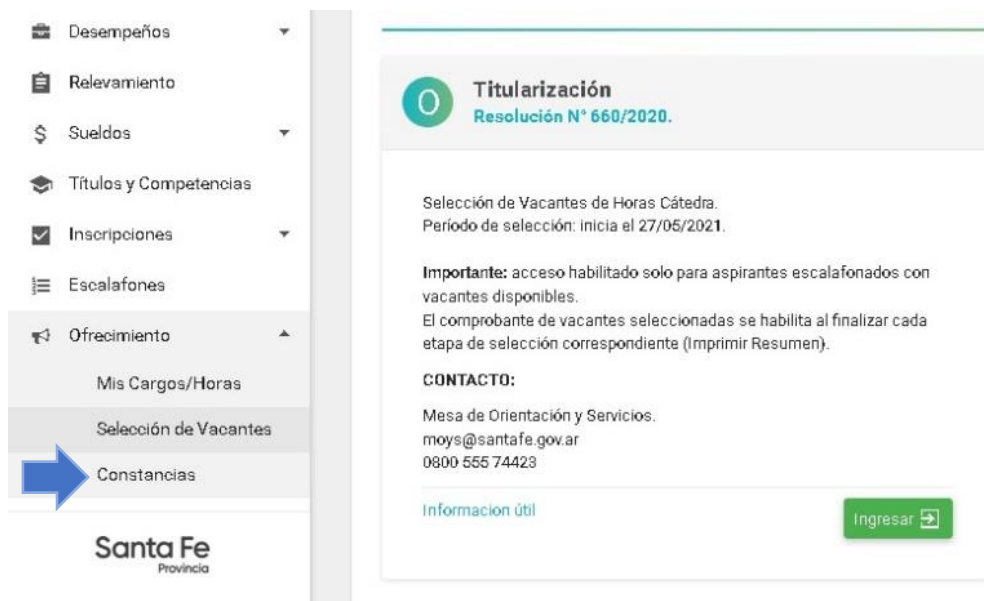 Desempeños
Relevamiento
$ Sueldos
Títulos y Competencias
Inscripciones
Escalafones
Ofrecimiento
Mis Cargos/Horas
Selección de Vacantes
Constancias
Santa Fe
Provincia
O
Titularización
Resolución N° 660/2020.
Selección de Vacantes de Horas Cátedra.
Período de selección: inicia el 27/05/2021.
Importante: acceso habilitado solo para aspirantes escalafonados con
vacantes disponibles.
El comprobante de vacantes seleccionadas se habilita al finalizar cada
etapa de selección correspondiente (Imprimir Resumen).
CONTACTO:
Mesa de Orientación y Servicios.
moys@santafe.gov.ar
0800 555 74423
Informacion útil
Ingresar